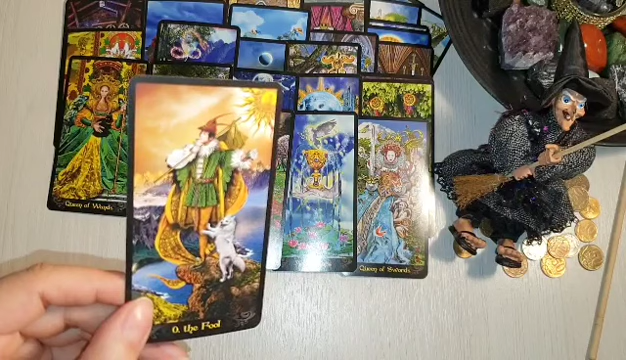 Queen of Wands
Queen of Swords
0. the Fool